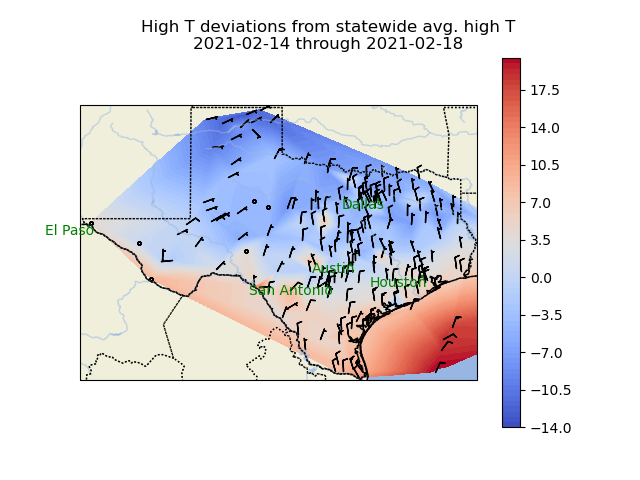 High T deviations from statewide avg. high T
2021-02-14 through 2021-02-18
17.5
14.0
10.5
7.0
3.5
0.0
−3.5
−7.0
−10.5
−14.0
Dallas
El Paso
Austin
San Antonio
Houston